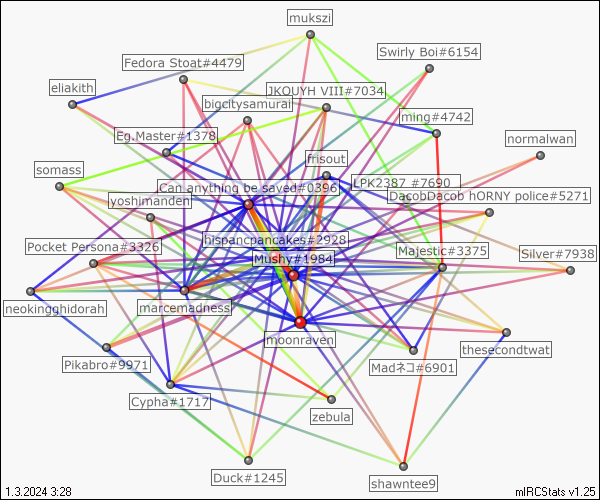 mukszi
Swirly Boi#6154
Fedora Stoat#4479
eliakith
JKOUYH VIII#7034
bigcitysamurai
ming#4742
Eg.Master#1378
normalwan
frisout
somass
LPK2387 #7690
Can anything be saved#0396
DacobDacob hORNY police#5271
yoshimanden
hispancpancakes#2928
Pocket Persona#3326
Majestic#3375
Silver#7938
Mushy#1984
neokingghidorah
marcemadness
moonraven
thesecondtwat
Pikabro#9971
Madネコ#6901
Cypha#1717
zebula
Duck#1245
shawntee9
1.3.2024 3:28
mIRCStats v1.25